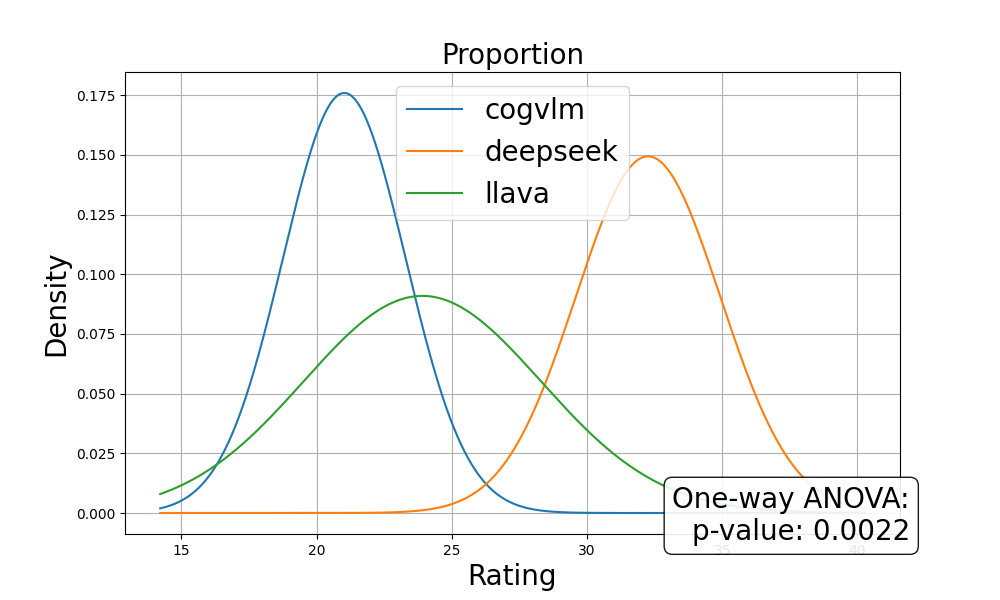 Proportion
0.175
0.150
0.125
0.100
0.075
0.050
0.025
0.000
Density
cogvlm
deepseek
llava
One-way ANOVA:
p-value: 0.0022
15 20 25 30 35 40
Rating